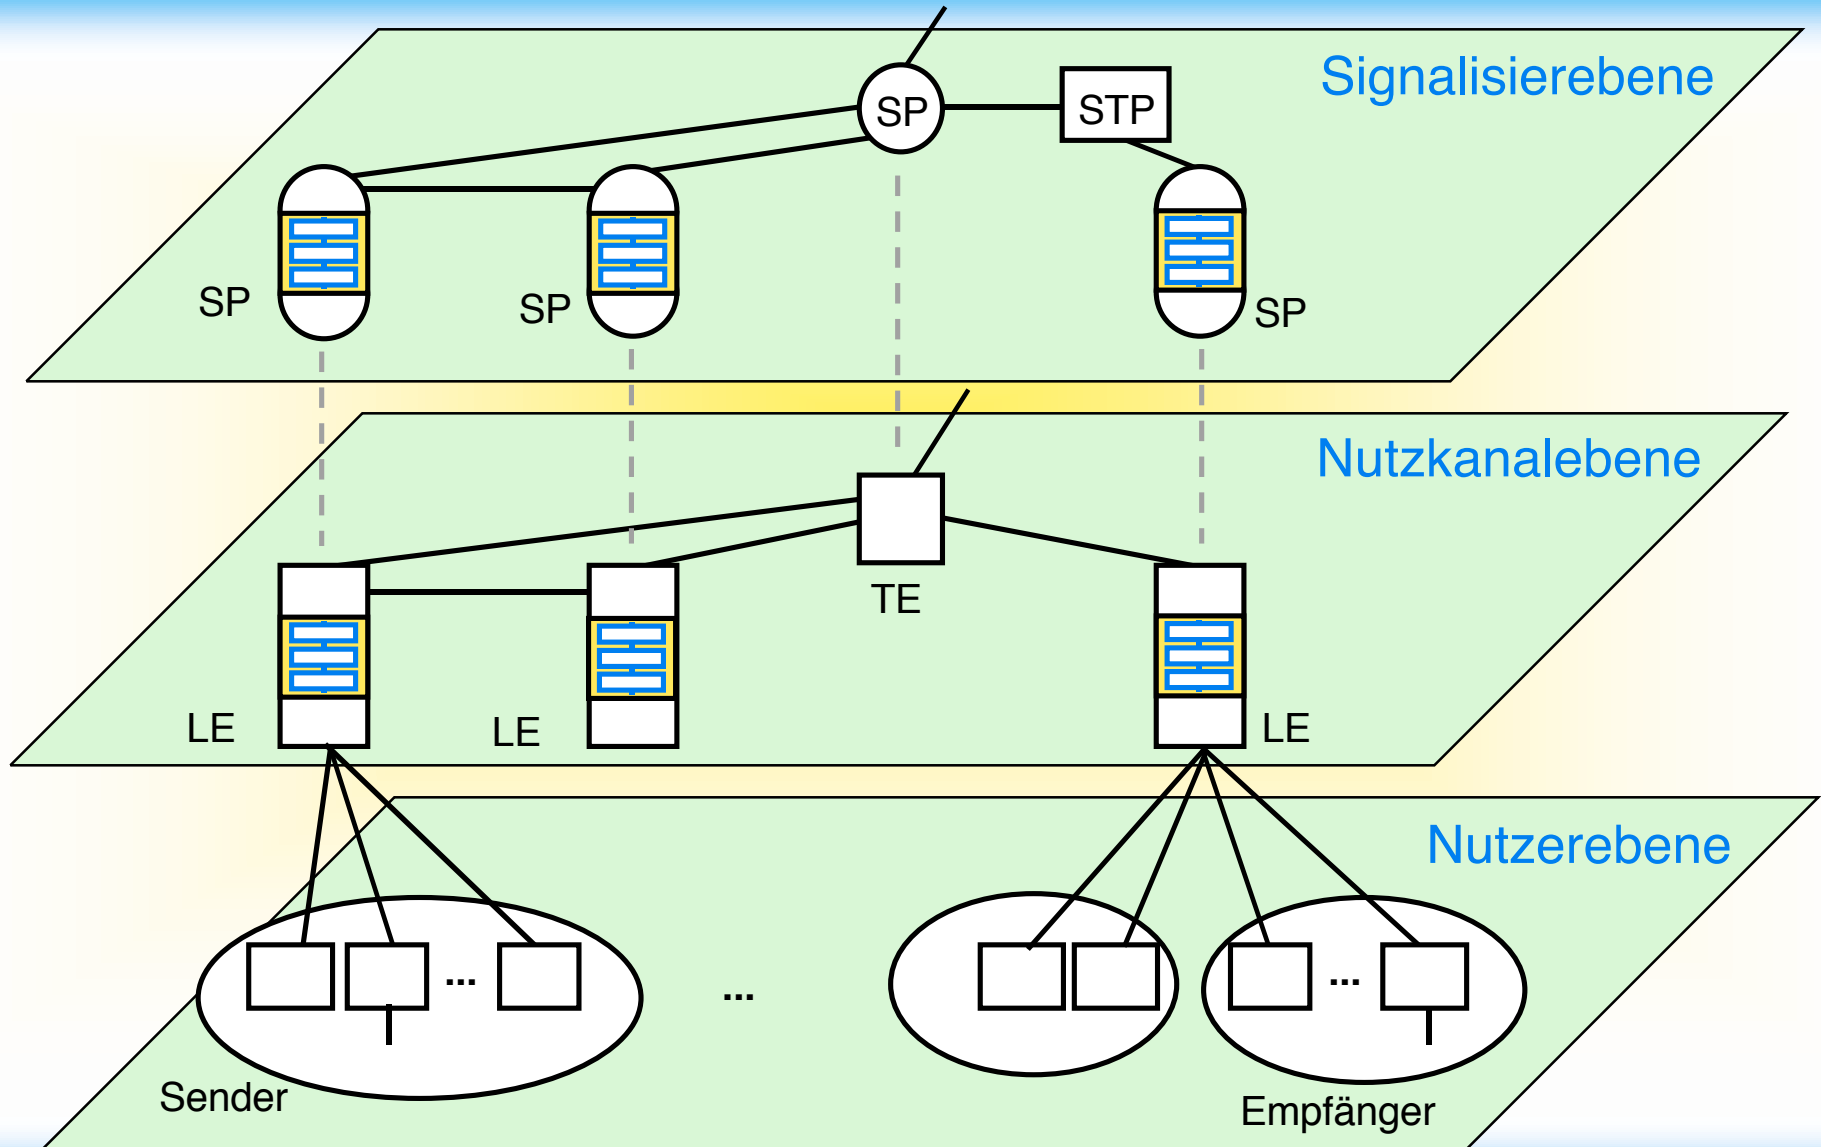 Signalisierebene
SP
STP
SP
SP
SP
Nutzkanalebene
TE
LE
LE
LE
Nutzerebene
...
...
...
Sender
Empfänger